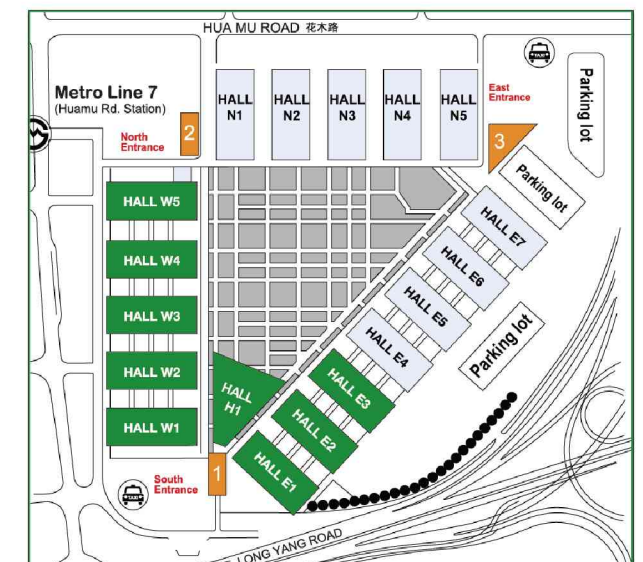 HUA MU ROAD 花木路
Metro Line 7
(Huamu Rd. Station)
North
Entrance
2
HALL
N1
HALL
N2
HALL
N3
HALL
N4
HALL
N5
East
Entrance
3
TAXI
Parking lot
Parking lot
HALL W5
HALL W4
HALL W3
HALL W2
HALL W1
HALL E7
HALL E6
HALL E5
HALL E4
HALL E3
HALL E2
HALL E1
HALL
H1
Parking lot
South
Entrance
1
TAXI
LONG YANG ROAD